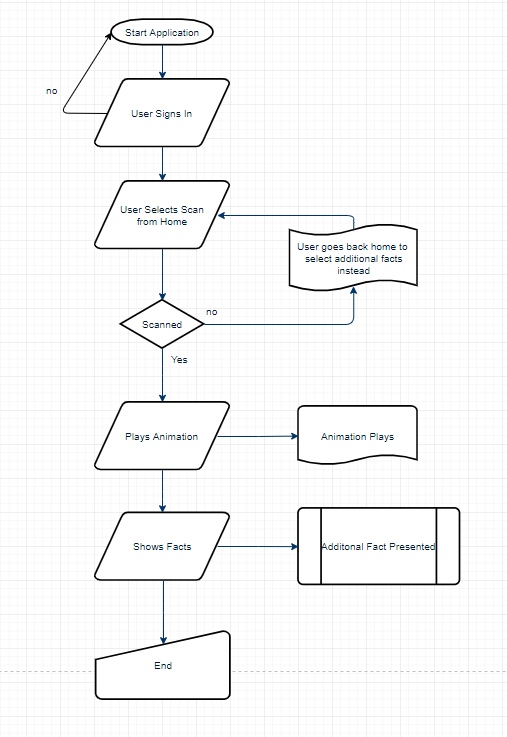 Start Application
no
User Signs In
User Selects Scan
from Home
User goes back home to
select additional facts
instead
no
Scanned
Yes
Plays Animation
Animation Plays
Shows Facts
Additonal Fact Presented
End